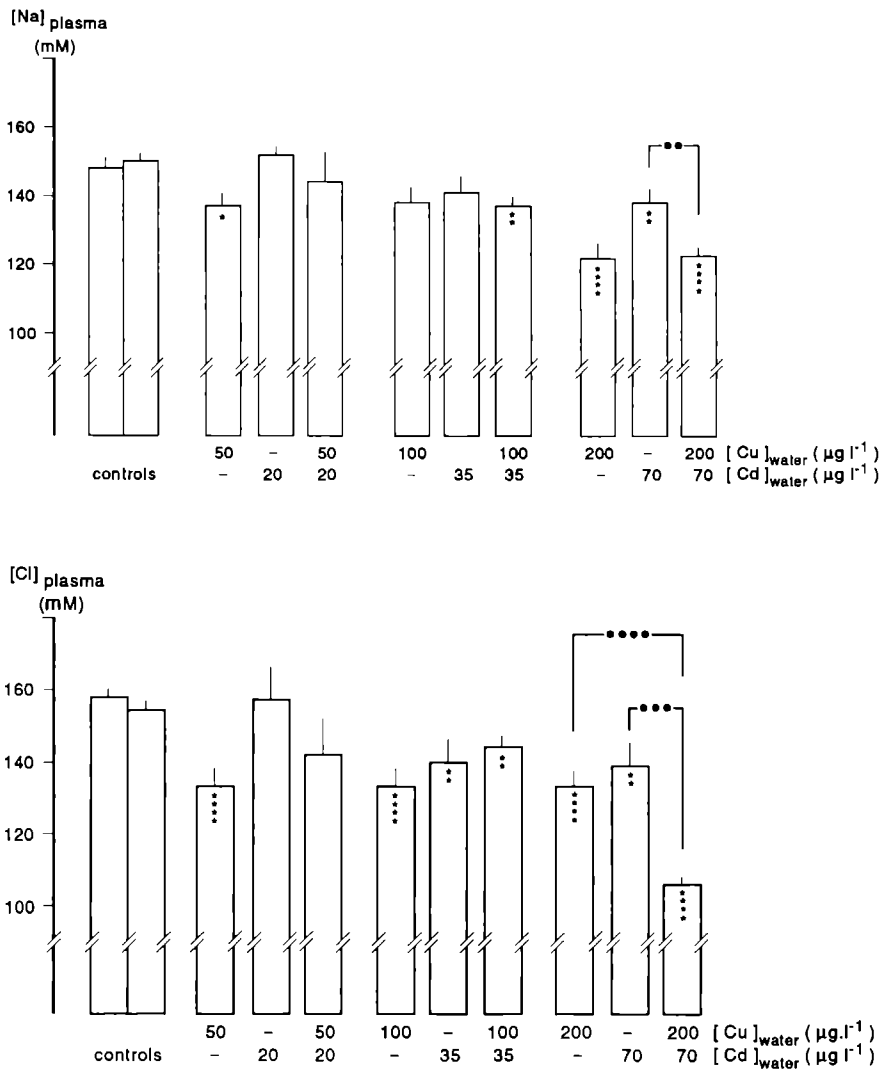 [Na] plasma
(mM)
160
140
120
100
50 – 50 100 – 100 200 – 200 [Cu]water (µg l-1)
controls – 20 20 – 35 35 – 70 70 [Cd]water (µg l-1)
[Cl] plasma
(mM)
160
140
120
100
50 – 50 100 – 100 200 – 200 [Cu]water (µg.l-1)
controls – 20 20 – 35 35 – 70 70 [Cd]water (µg l-1)